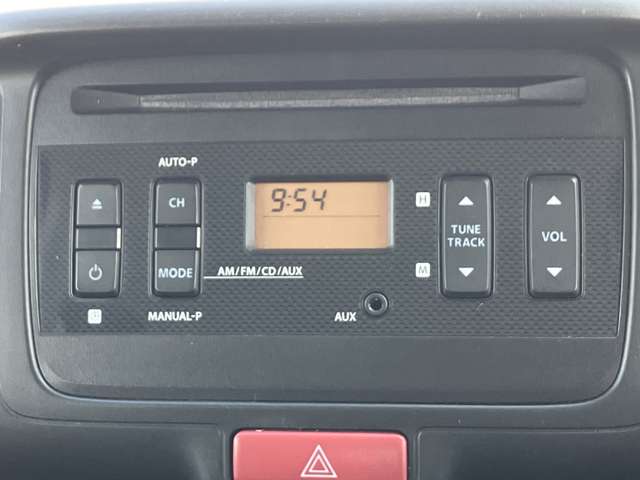 AUTO-P
CH
MODE
AM/FM/CD/AUX
MANUAL-P
9:54
AUX
H
TUNE
TRACK
M
VOL